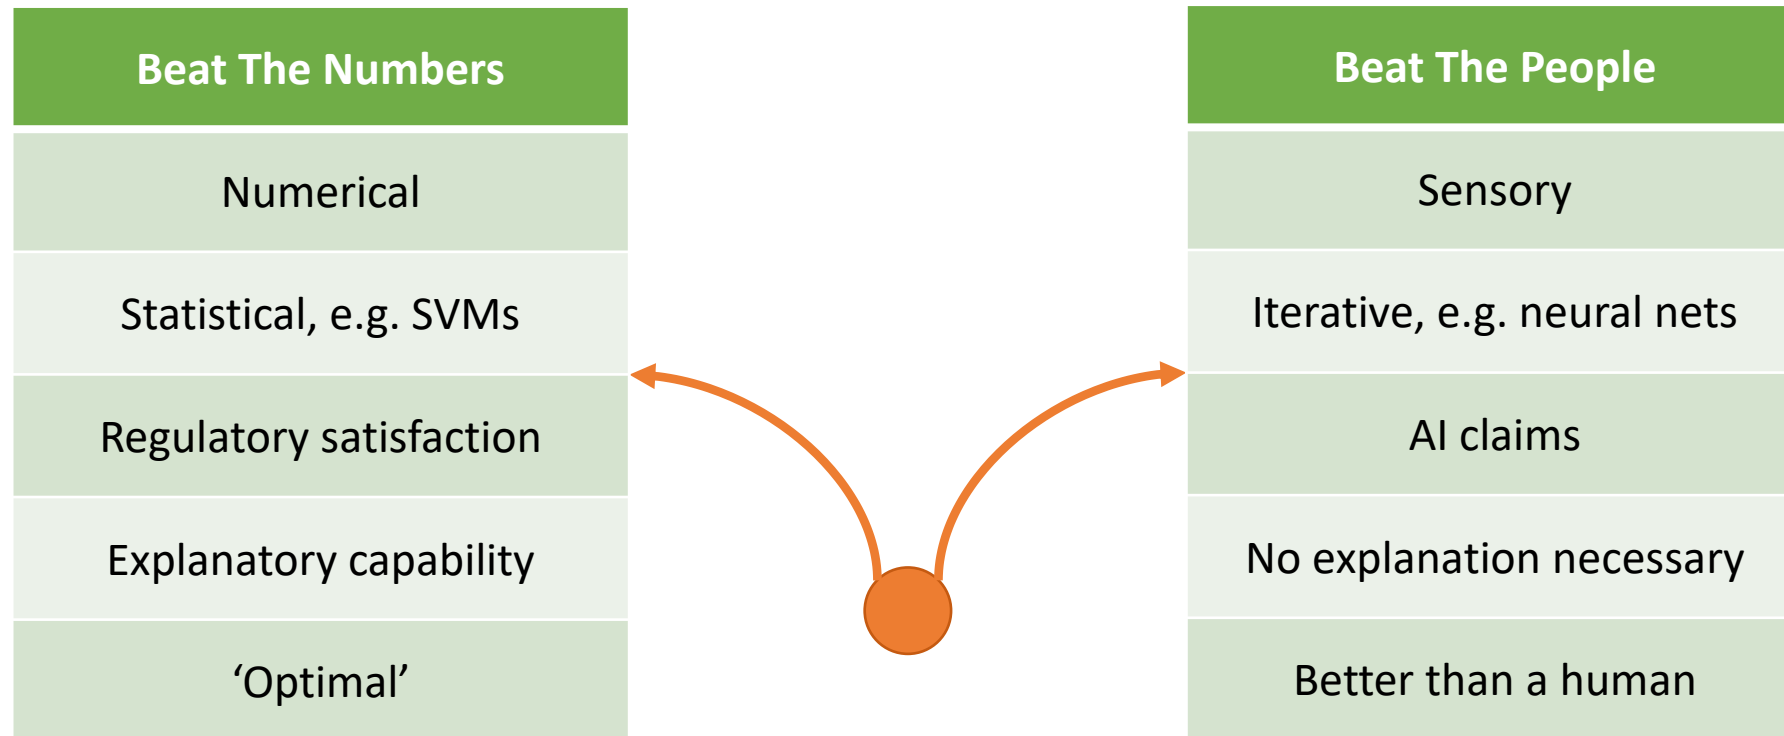 Beat The Numbers
Numerical
Statistical, e.g. SVMs
Regulatory satisfaction
Explanatory capability
‘Optimal’
Beat The People
Sensory
Iterative, e.g. neural nets
AI claims
No explanation necessary
Better than a human